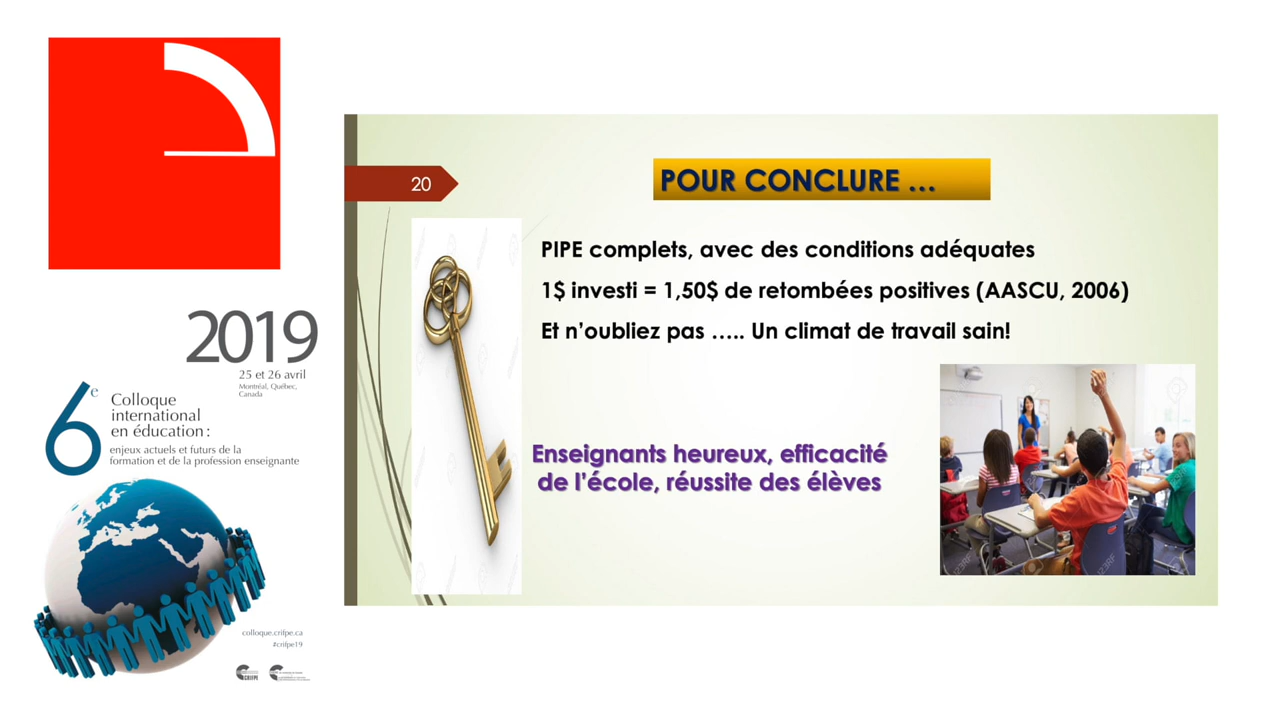 2019
25 et 26 avril
Montréal, Québec,
Canada
6e
Colloque
international
en éducation :
enjeux actuels et futurs de la
formation et de la profession enseignante
colloque.crifpe.ca
#crifpe19
CRIFPE
20
POUR CONCLURE ...
PIPE complets, avec des conditions adéquates
1$ investi = 1,50$ de retombées positives (AASCU, 2006)
Et n'oubliez pas ..... Un climat de travail sain!
Enseignants heureux, efficacité
de l'école, réussite des élèves
123RF
123RF